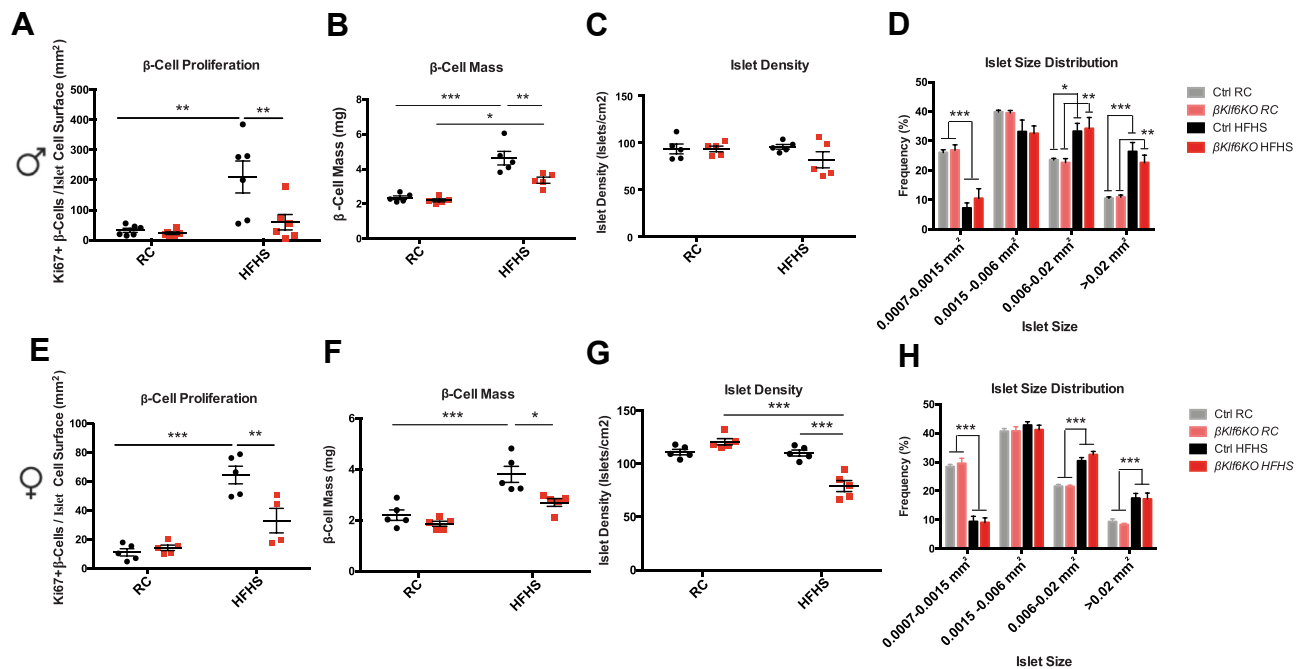 A
β-Cell Proliferation
Ki67+ β-Cells / Islet Cell Surface (mm²)
500
400
300
200
100
0
**
**
RC
HFHS
B
β-Cell Mass
β -Cell Mass (mg)
8
6
4
2
0
***
**
*
RC
HFHS
C
Islet Density
Islet Density (Islets/cm2)
150
100
50
0
RC
HFHS
D
Islet Size Distribution
Frequency (%)
50
40
30
20
10
0
***
*
**
***
**
0.0007-0.0015 mm²
0.0015 -0.006 mm²
0.006-0.02 mm²
>0.02 mm²
Islet Size
Ctrl RC
βKlf6KO RC
Ctrl HFHS
βKlf6KO HFHS
♂
E
β-Cell Proliferation
Ki67+β-Cells / Islet Cell Surface (mm²)
100
80
60
40
20
0
***
**
RC
HFHS
F
β-Cell Mass
β-Cell Mass (mg)
6
4
2
0
***
*
RC
HFHS
G
Islet Density
Islet Density (Islets/cm2)
150
100
50
0
***
***
RC
HFHS
H
Islet Size Distribution
Frequency (%)
50
40
30
20
10
0
***
***
***
0.0007-0.0015 mm²
0.0015 -0.006 mm²
0.006-0.02 mm²
>0.02 mm²
Islet Size
Ctrl RC
βKlf6KO RC
Ctrl HFHS
βKlf6KO HFHS
♀